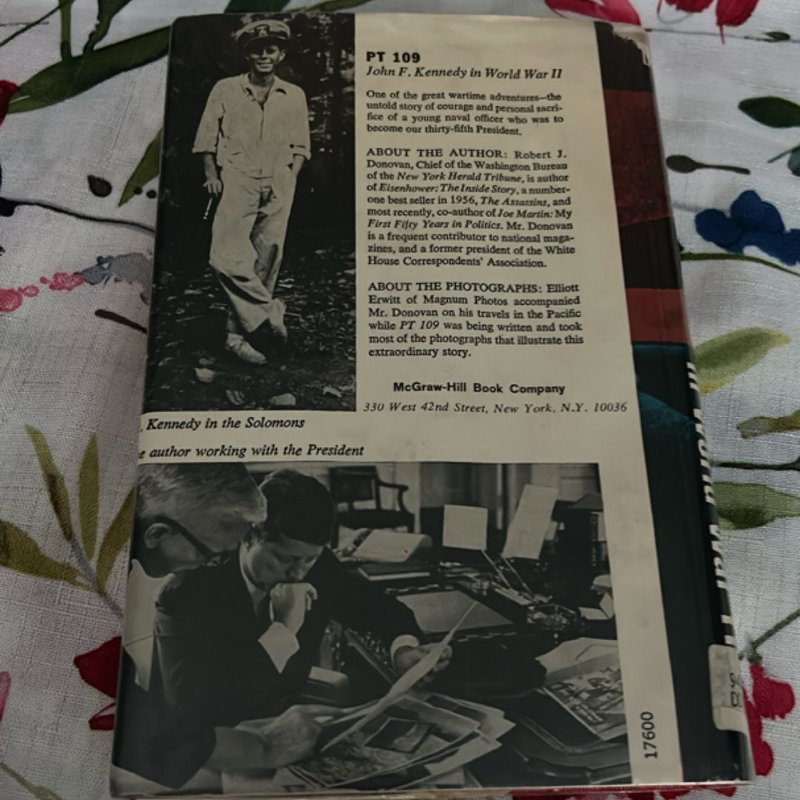 PT 109
John F. Kennedy in World War II
One of the great wartime adventures—the
untold story of courage and personal sacri-
fice of a young naval officer who was to
become our thirty-fifth President.
ABOUT THE AUTHOR: Robert J.
Donovan, Chief of the Washington Bureau
of the New York Herald Tribune, is author
of Eisenhower: The Inside Story, a number-
one best seller in 1956, The Assassins, and
most recently, co-author of Joe Martin: My
First Fifty Years in Politics. Mr. Donovan
is a frequent contributor to national maga-
zines, and a former president of the White
House Correspondents' Association.
ABOUT THE PHOTOGRAPHS: Elliott
Erwitt of Magnum Photos accompanied
Mr. Donovan on his travels in the Pacific
while PT 109 was being written and took
most of the photographs that illustrate this
extraordinary story.
McGraw-Hill Book Company
330 West 42nd Street, New York, N.Y. 10036
. Kennedy in the Solomons
e author working with the President
17600
in World War II